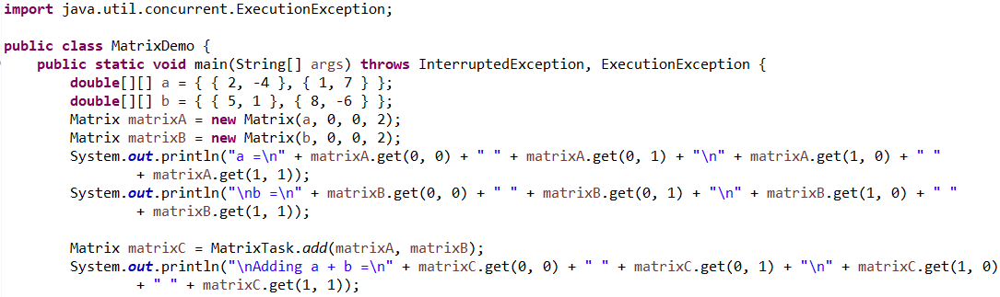 import java.util.concurrent.ExecutionException;
public class MatrixDemo {
public static void main(String[] args) throws InterruptedException, ExecutionException {
double[][] a = { { 2, -4 }, { 1, 7 } };
double[][] b = { { 5, 1 }, { 8, -6 } };
Matrix matrixA = new Matrix(a, 0, 0, 2);
Matrix matrixB = new Matrix(b, 0, 0, 2);
System.out.println("a =\n" + matrixA.get(0, 0) + " " + matrixA.get(0, 1) + "\n" + matrixA.get(1, 0) + " "
+ matrixA.get(1, 1));
System.out.println("\nb =\n" + matrixB.get(0, 0) + " " + matrixB.get(0, 1) + "\n" + matrixB.get(1, 0) + " "
+ matrixB.get(1, 1));
Matrix matrixC = MatrixTask.add(matrixA, matrixB);
System.out.println("\nAdding a + b =\n" + matrixC.get(0, 0) + " " + matrixC.get(0, 1) + "\n" + matrixC.get(1, 0)
+ " " + matrixC.get(1, 1));